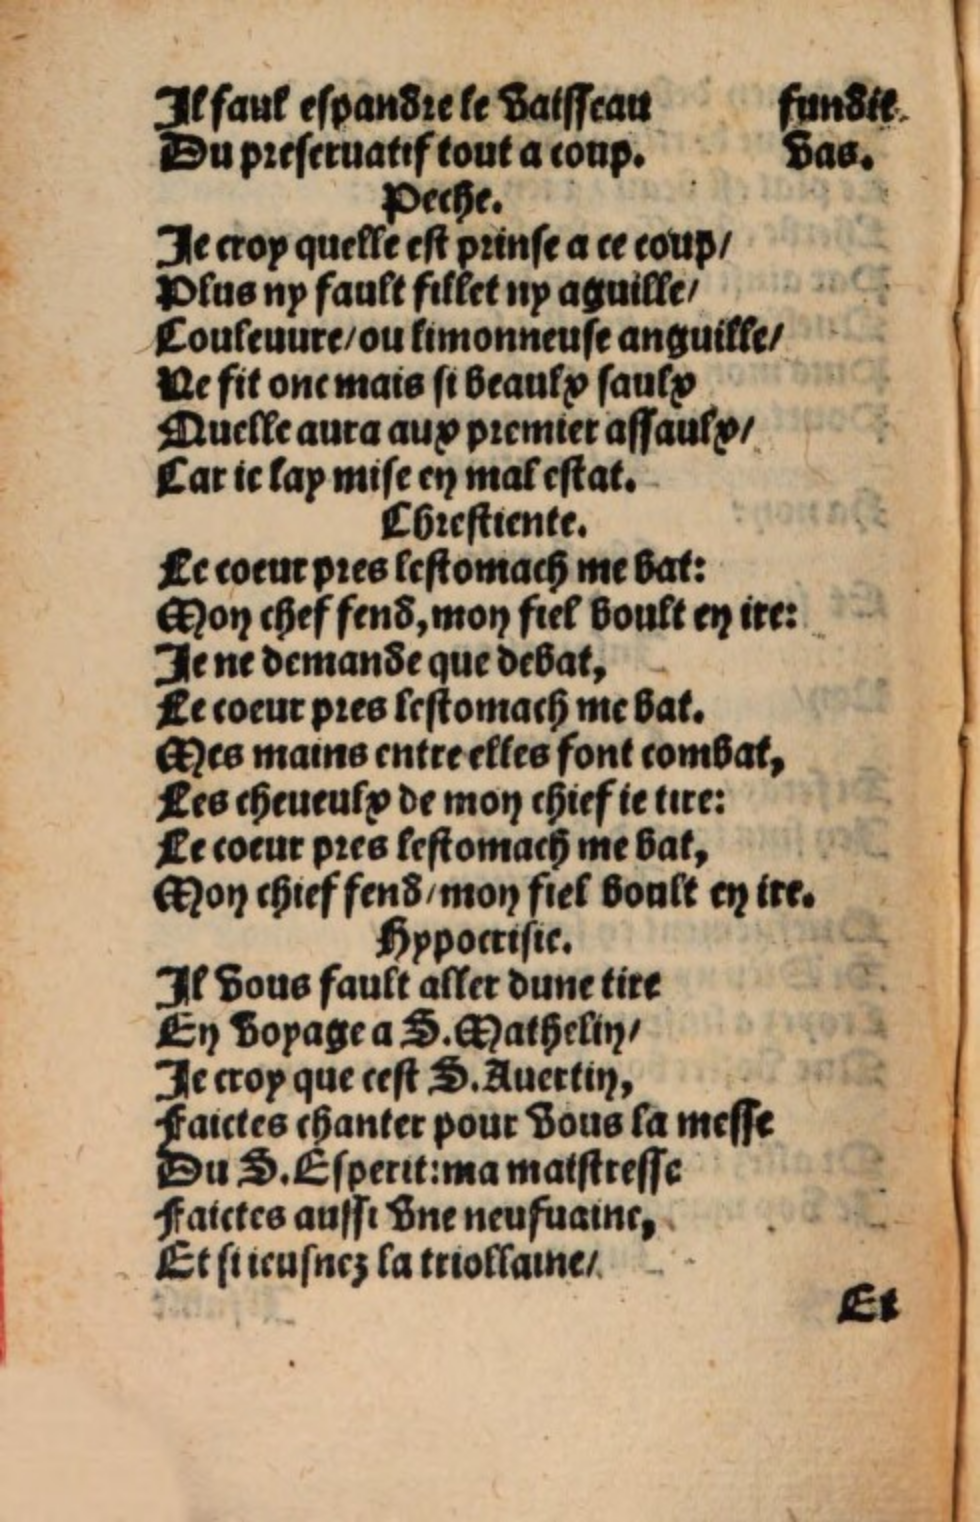 Il faul espandre le vaisseau fundit
Du preseruatif tout a coup. vas.
Peche.
Ie croy quelle est prinse a ce coup/
Plus ny fault fillet ny aguille/
Couleuure/ou limonneuse anguille/
Ne fit onc mais si beaulx saulx
Quelle aura aux premier assaulx/
Car ie lay mise en mal estat.
Chrestiente.
Le coeur pres lestomach me bat:
Mon chef fend, mon fiel boult en ire:
Ie ne demande que debat,
Le coeur pres lestomach me bat.
Mes mains entre elles font combat,
Les cheueulx de mon chief ie tire:
Le coeur pres lestomach me bat,
Mon chief fend/mon fiel boult en ire.
Hypocrisie.
Il vous fault aller dune tire
En voyage a S. Mathelin/
Ie croy que cest S. Auertin,
Faictes chanter pour vous la messe
Du S. Esperit: ma maistresse
Faictes aussi vne neufuaine,
Et si ieusnez la triollaine/
Et